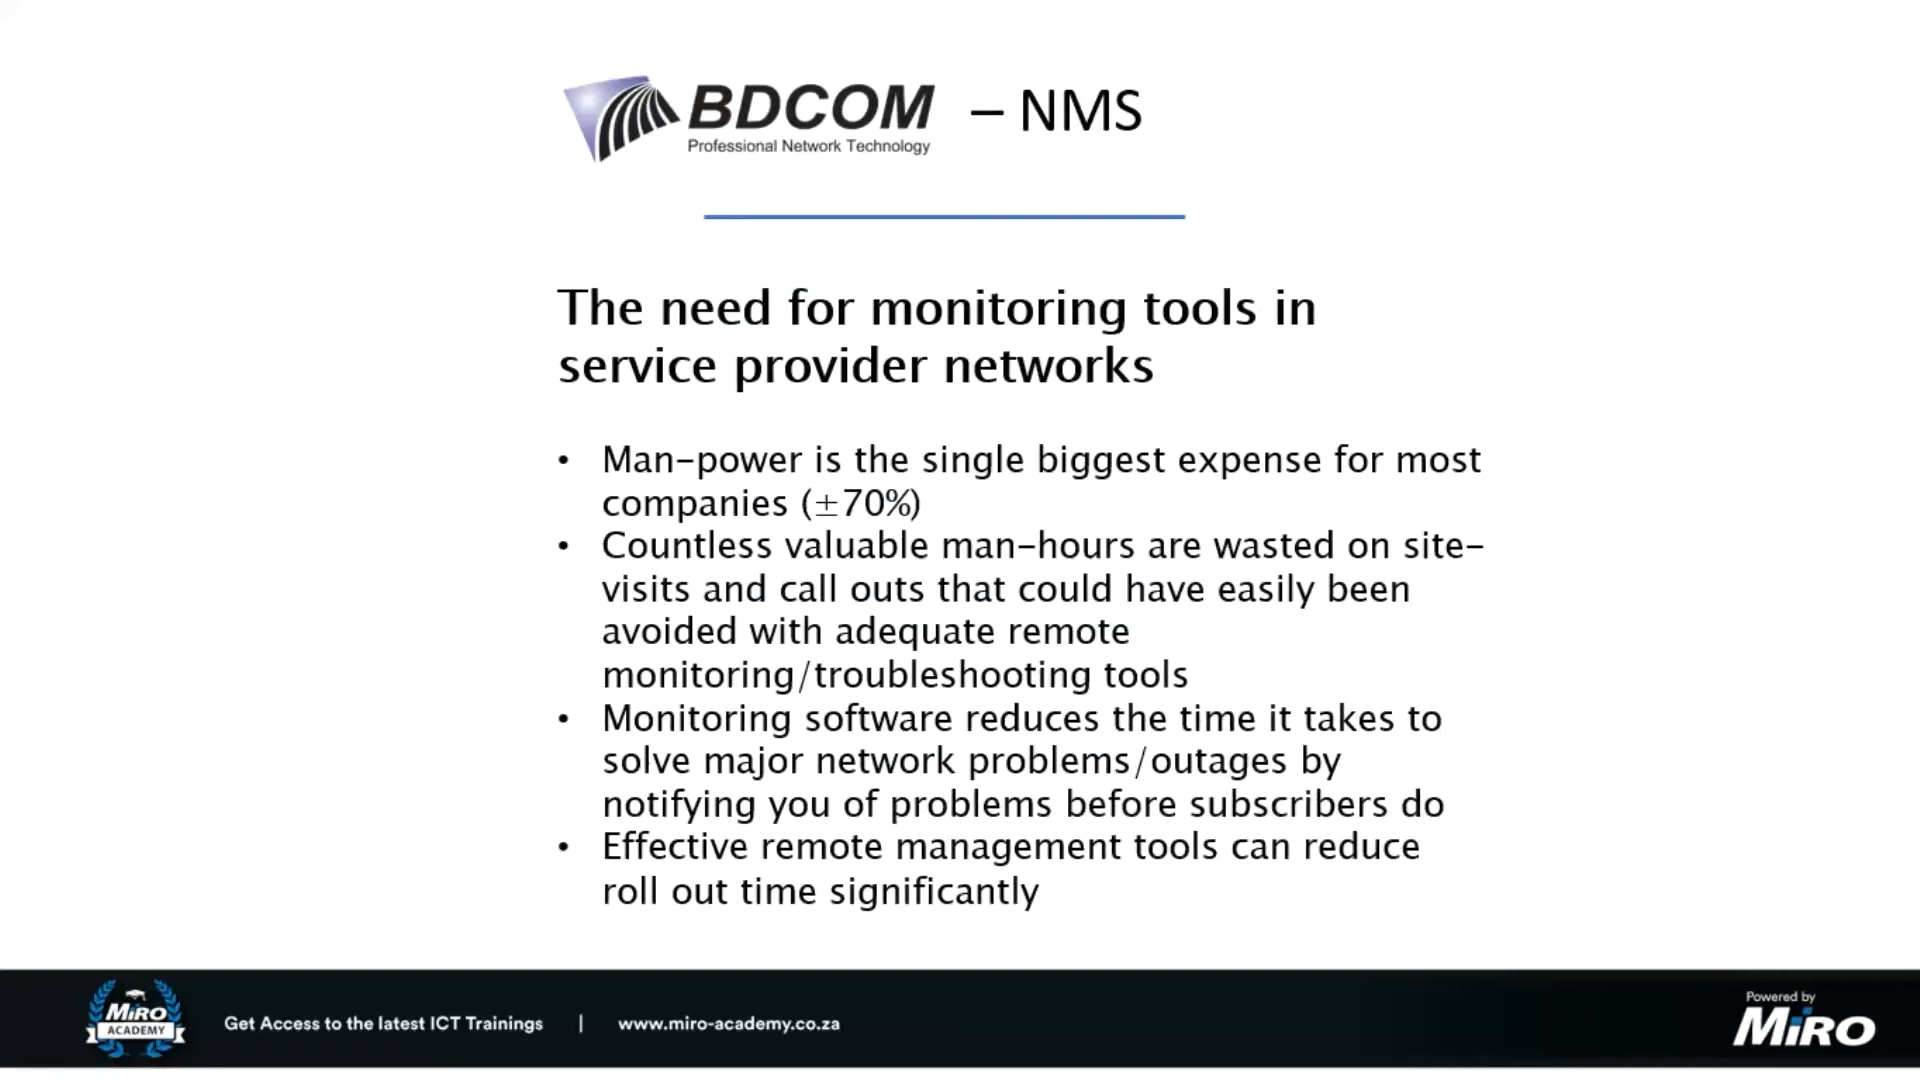 BDCOM – NMS
Professional Network Technology
The need for monitoring tools in
service provider networks
• Man-power is the single biggest expense for most
companies (±70%)
• Countless valuable man-hours are wasted on site-
visits and call outs that could have easily been
avoided with adequate remote
monitoring/troubleshooting tools
• Monitoring software reduces the time it takes to
solve major network problems/outages by
notifying you of problems before subscribers do
• Effective remote management tools can reduce
roll out time significantly
MiRO
ACADEMY
Get Access to the latest ICT Trainings | www.miro-academy.co.za
Powered by
MiRO